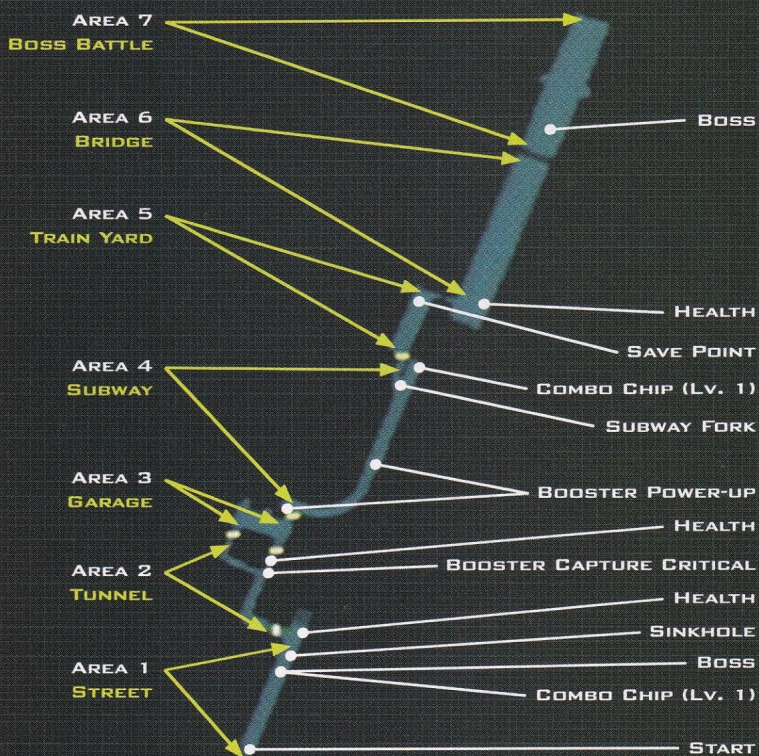 AREA 7
BOSS BATTLE
BOSS
AREA 6
BRIDGE
AREA 5
TRAIN YARD
HEALTH
SAVE POINT
AREA 4
SUBWAY
COMBO CHIP (LV. 1)
SUBWAY FORK
AREA 3
GARAGE
BOOSTER POWER-UP
HEALTH
AREA 2
TUNNEL
BOOSTER CAPTURE CRITICAL
HEALTH
SINKHOLE
AREA 1
STREET
BOSS
COMBO CHIP (LV. 1)
START